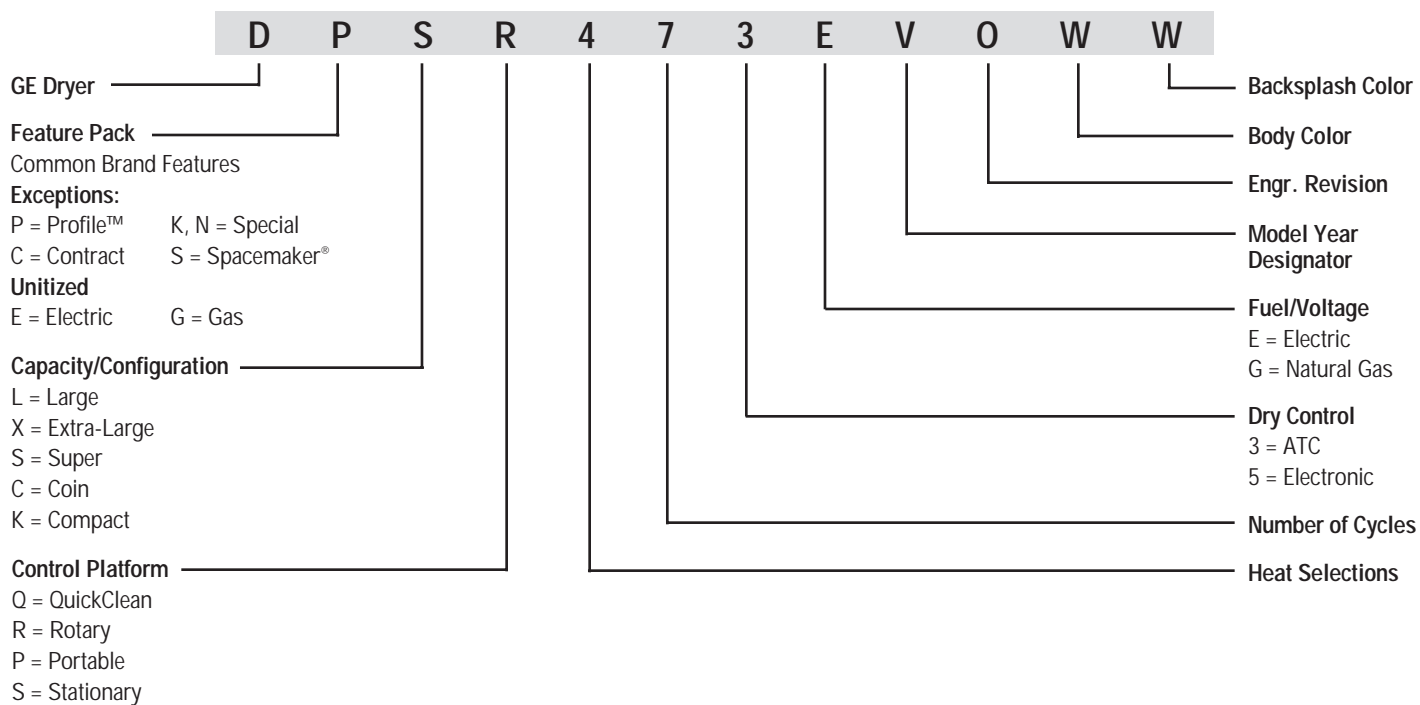 D P S R 4 7 3 E V O W W
GE Dryer
Feature Pack
Common Brand Features
Exceptions:
P = Profile™ K, N = Special
C = Contract S = Spacemaker®
Unitized
E = Electric G = Gas
Capacity/Configuration
L = Large
X = Extra-Large
S = Super
C = Coin
K = Compact
Control Platform
Q = QuickClean
R = Rotary
P = Portable
S = Stationary
Backsplash Color
Body Color
Engr. Revision
Model Year
Designator
Fuel/Voltage
E = Electric
G = Natural Gas
Dry Control
3 = ATC
5 = Electronic
Number of Cycles
Heat Selections